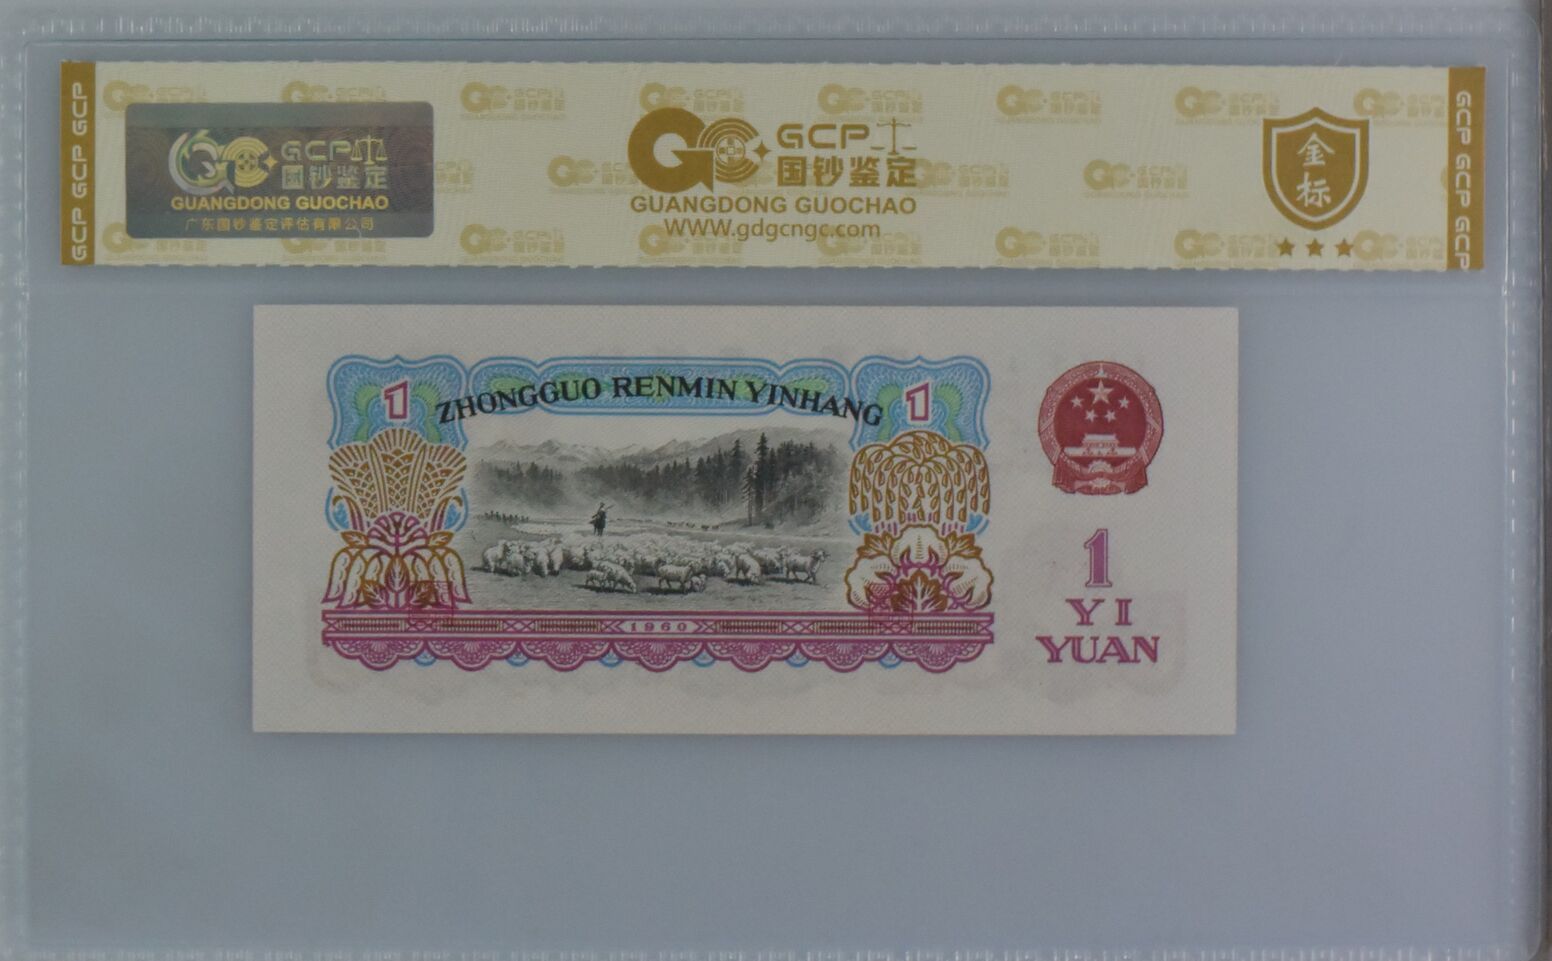 GCP GCP GCP
GCP
国钞鉴定
GUANGDONG GUOCHAO
广东国钞鉴定评估有限公司
GCP
国钞鉴定
GUANGDONG GUOCHAO
WWW.gdgcngc.com
金
标
GCP GCP GCP GCP
1
ZHONGGUO RENMIN YINHANG
1
1960
1
YI
YUAN